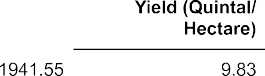 Yield (Quintal/
Hectare)
1941.55 9.83